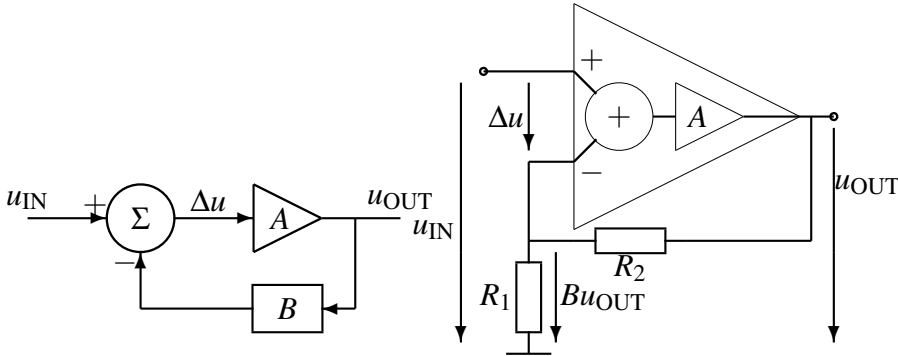 u_IN
+
Σ
−
Δu
A
u_OUT
B
u_IN
Δu
+
−
+
A
u_OUT
R_1
R_2
Bu_OUT